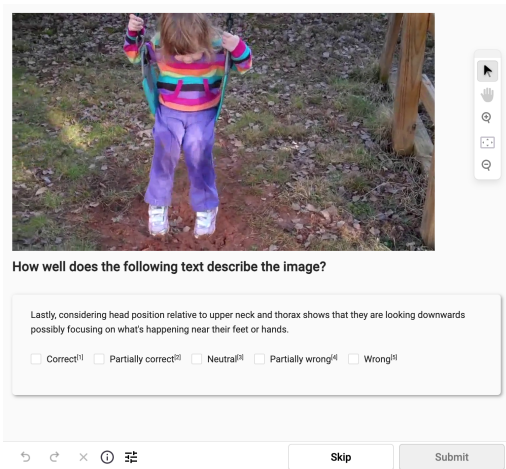 How well does the following text describe the image?
Lastly, considering head position relative to upper neck and thorax shows that they are looking downwards
possibly focusing on what's happening near their feet or hands.
Correct[1] Partially correct[2] Neutral[3] Partially wrong[4] Wrong[5]
Skip Submit